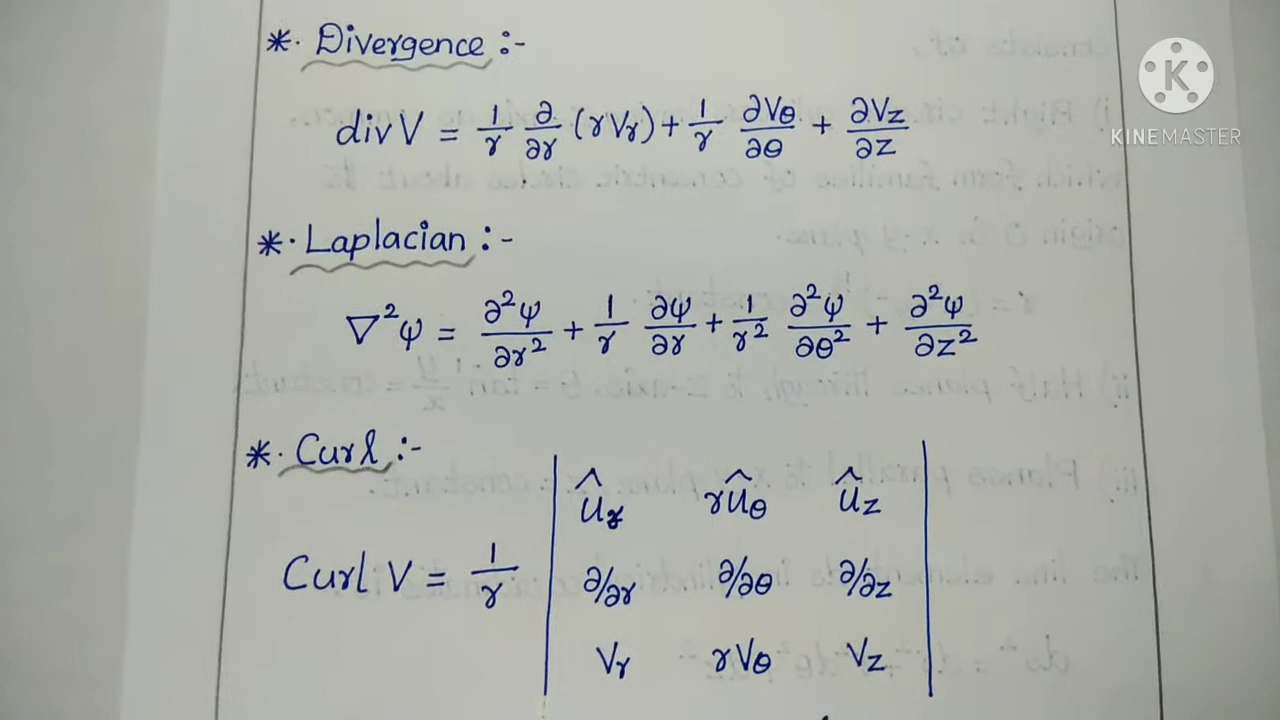 *. Divergence :-
div V = 1/r ∂/∂r (rVr) + 1/r ∂Vθ/∂θ + ∂Vz/∂z
K
KINEMASTER
*. Laplacian :-
∇²ψ = ∂²ψ/∂r² + 1/r ∂ψ/∂r + 1/r² ∂²ψ/∂θ² + ∂²ψ/∂z²
*. Curl :-
Curl V = 1/r | ûr rûθ ûz |
| ∂/∂r ∂/∂θ ∂/∂z |
| Vr rVθ Vz |